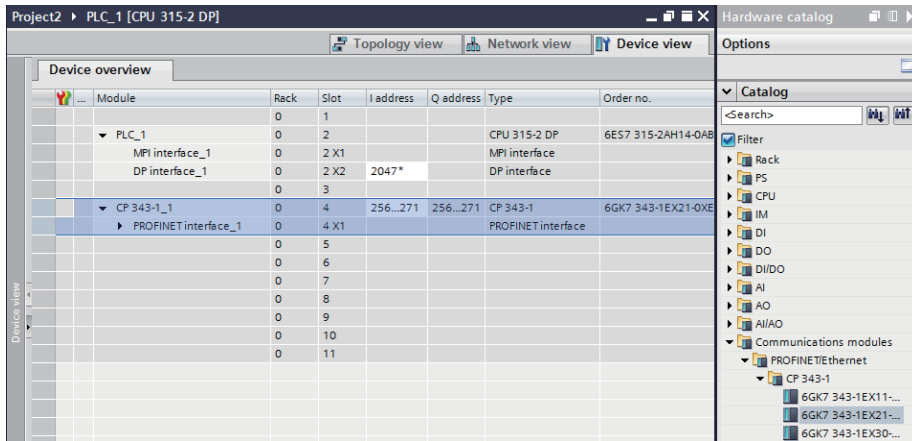 Project2 ▸ PLC_1 [CPU 315-2 DP]
Topology view Network view Device view
Device overview
... Module Rack Slot I address Q address Type Order no.
0 1
PLC_1 0 2 CPU 315-2 DP 6ES7 315-2AH14-0AB
MPI interface_1 0 2 X1 MPI interface
DP interface_1 0 2 X2 2047* DP interface
0 3
CP 343-1_1 0 4 256...271 256...271 CP 343-1 6GK7 343-1EX21-0XE
PROFINET interface_1 0 4 X1 PROFINET interface
0 5
0 6
0 7
0 8
0 9
0 10
0 11
Device view
Hardware catalog
Options
Catalog
<Search>
Filter
Rack
PS
CPU
IM
DI
DO
DI/DO
AI
AO
AI/AO
Communications modules
PROFINET/Ethernet
CP 343-1
6GK7 343-1EX11-...
6GK7 343-1EX21-...
6GK7 343-1EX30-...